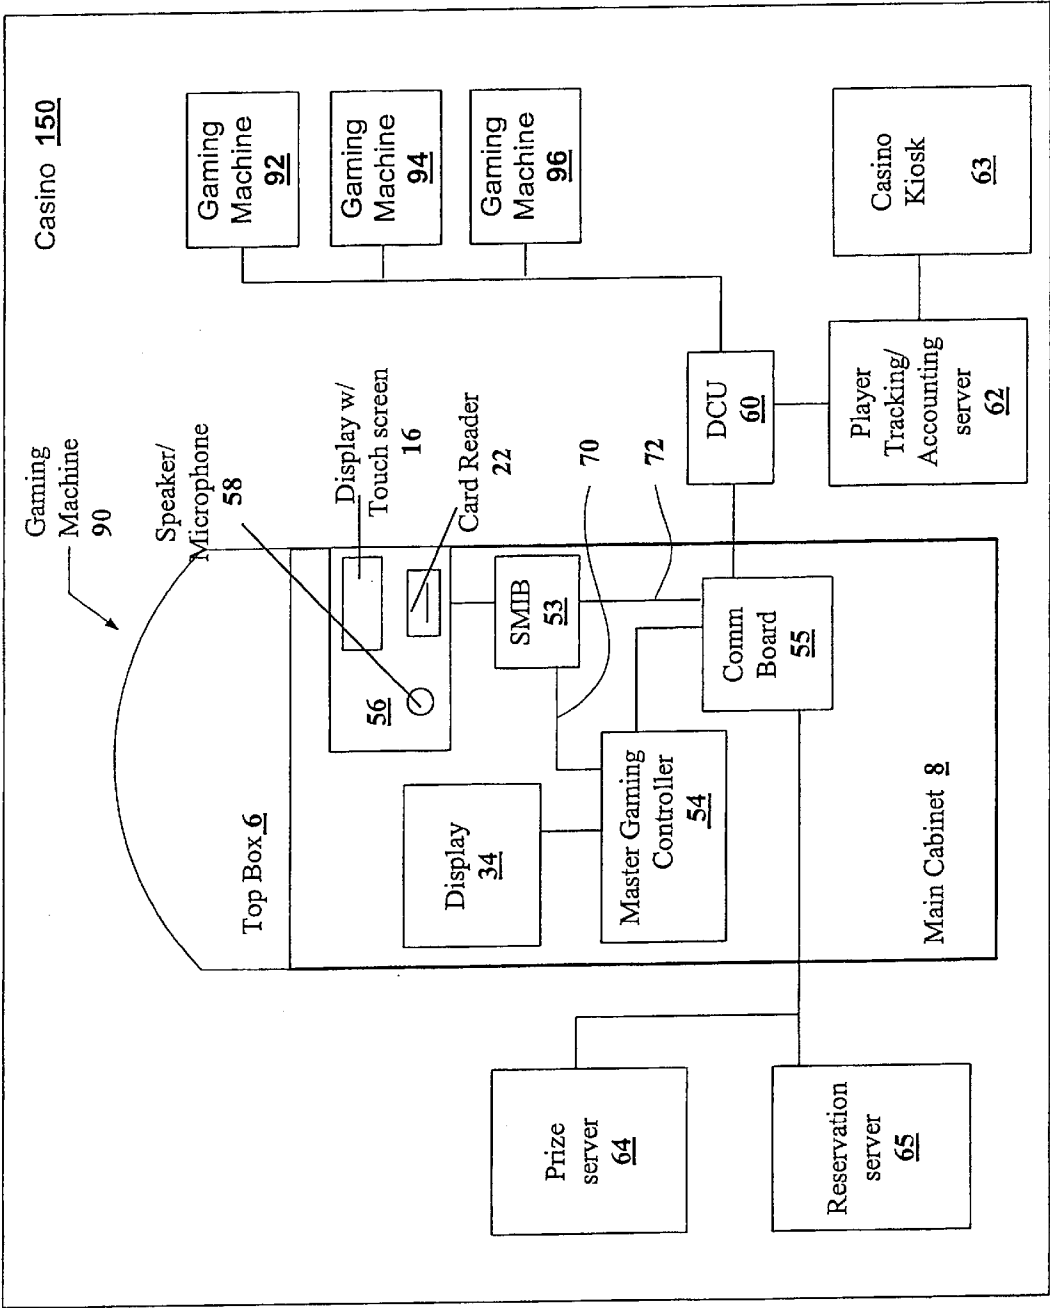 Casino 150
Gaming
Machine
90
Speaker/
Microphone
58
Display w/
Touch screen
16
Card Reader
22
70
72
Gaming
Machine
92
Gaming
Machine
94
Gaming
Machine
96
Top Box 6
56
Display
34
SMIB
53
Master Gaming
Controller
54
Comm
Board
55
Main Cabinet 8
DCU
60
Player
Tracking/
Accounting
server
62
Casino
Kiosk
63
Prize
server
64
Reservation
server
65